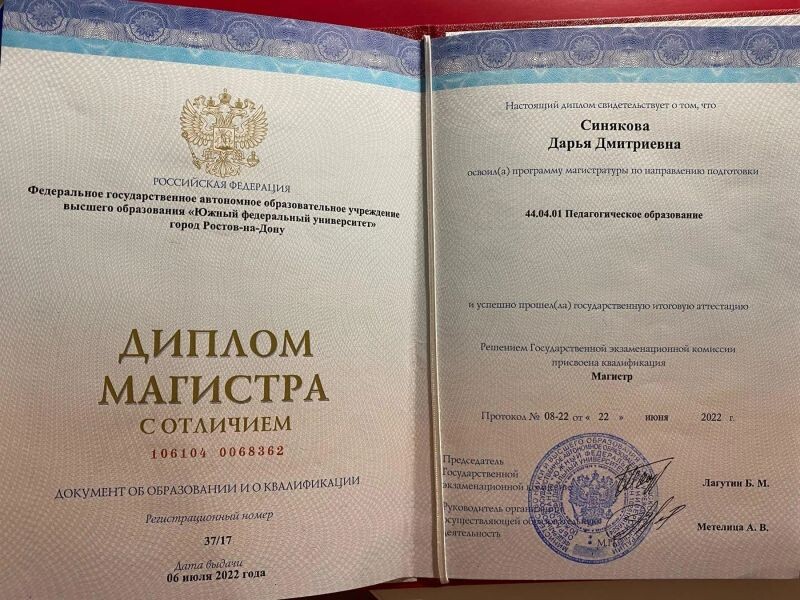 РОССИЙСКАЯ ФЕДЕРАЦИЯ
Федеральное государственное автономное образовательное учреждение
высшего образования «Южный федеральный университет»
город Ростов-на-Дону
ДИПЛОМ
МАГИСТРА
С ОТЛИЧИЕМ
106104 0068362
ДОКУМЕНТ ОБ ОБРАЗОВАНИИ И О КВАЛИФИКАЦИИ
Регистрационный номер
37/17
Дата выдачи
06 июля 2022 года
Настоящий диплом свидетельствует о том, что
Синякова
Дарья Дмитриевна
освоил(а) программу магистратуры по направлению подготовки
44.04.01 Педагогическое образование
и успешно прошел(ла) государственную итоговую аттестацию
Решением Государственной экзаменационной комиссии
присвоена квалификация
Магистр
Протокол № 08-22 от « 22 » июня 2022 г.
Председатель
Государственной
экзаменационной
Лагутин Б. М.
Руководитель организации,
осуществляющей образовательную
деятельность
Метелица А. В.
М.П.